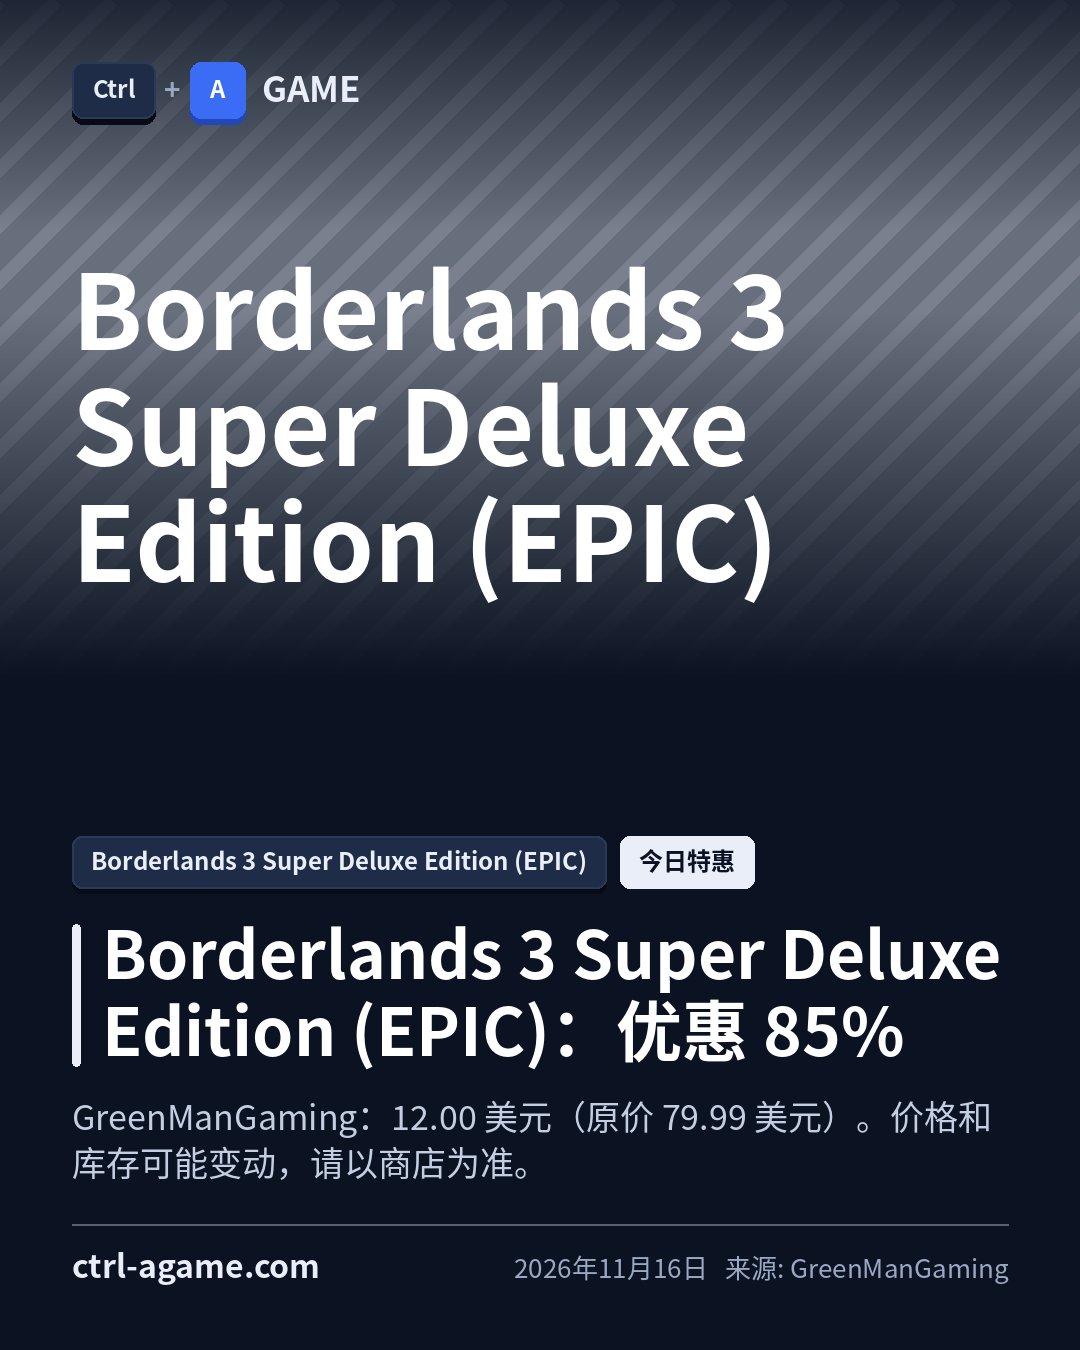 Ctrl + A GAME
Borderlands 3
Super Deluxe
Edition (EPIC)
Borderlands 3 Super Deluxe Edition (EPIC) 今日特惠
Borderlands 3 Super Deluxe
Edition (EPIC)：优惠 85%
GreenManGaming：12.00 美元（原价 79.99 美元）。价格和
库存可能变动，请以商店为准。
ctrl-agame.com 2026年11月16日 来源: GreenManGaming